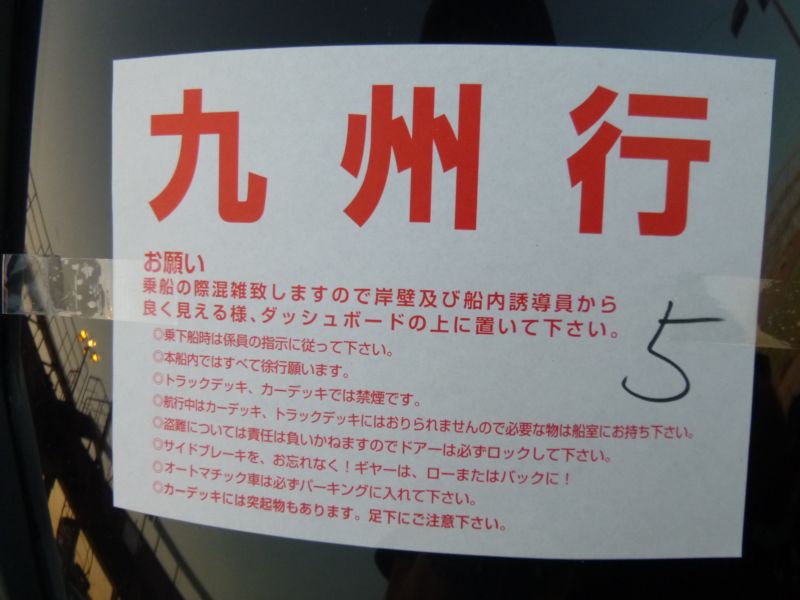 九州行
お願い
乗船の際混雑致しますので岸壁及び船内誘導員から
良く見える様、ダッシュボードの上に置いて下さい。
◎乗下船時は係員の指示に従って下さい。
◎本船内ではすべて徐行願います。
◎トラックデッキ、カーデッキでは禁煙です。
◎航行中はカーデッキ、トラックデッキにはおりられませんので必要な物は船室にお持ち下さい。
◎盗難については責任は負いかねますのでドアーは必ずロックして下さい。
◎サイドブレーキを、お忘れなく！ギヤーは、ローまたはバックに！
◎オートマチック車は必ずパーキングに入れて下さい。
◎カーデッキには突起物もあります。足下にご注意下さい。
5